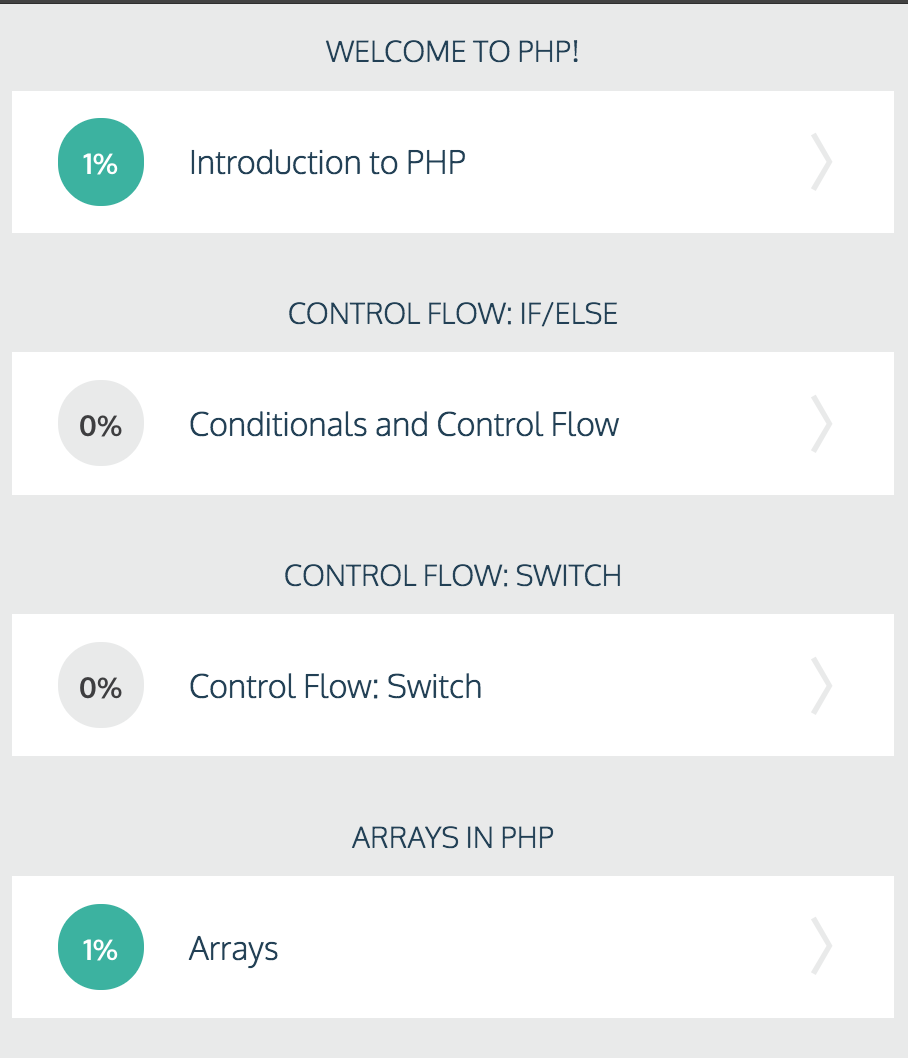 WELCOME TO PHP!
1% Introduction to PHP
CONTROL FLOW: IF/ELSE
0% Conditionals and Control Flow
CONTROL FLOW: SWITCH
0% Control Flow: Switch
ARRAYS IN PHP
1% Arrays